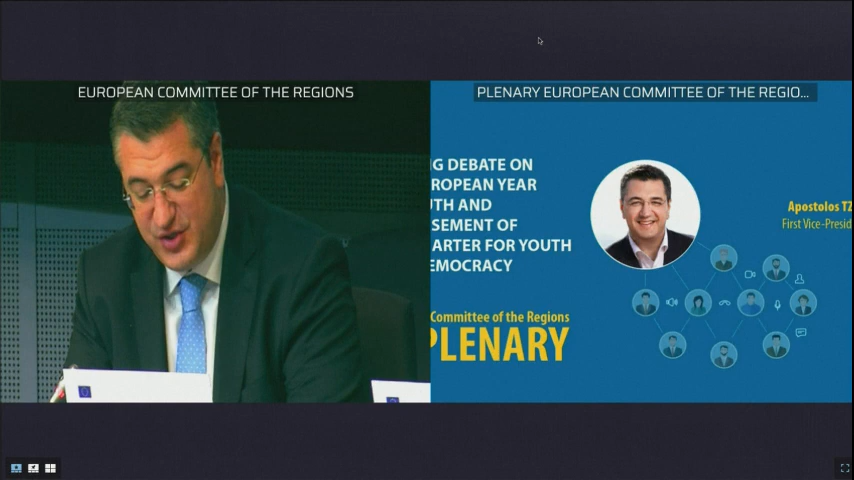 EUROPEAN COMMITTEE OF THE REGIONS
PLENARY EUROPEAN COMMITTEE OF THE REGIO...
G DEBATE ON
ROPEAN YEAR
UTH AND
SEMENT OF
ARTER FOR YOUTH
EMOCRACY
Apostolos TZ
First Vice-Presid
Committee of the Regions
PLENARY